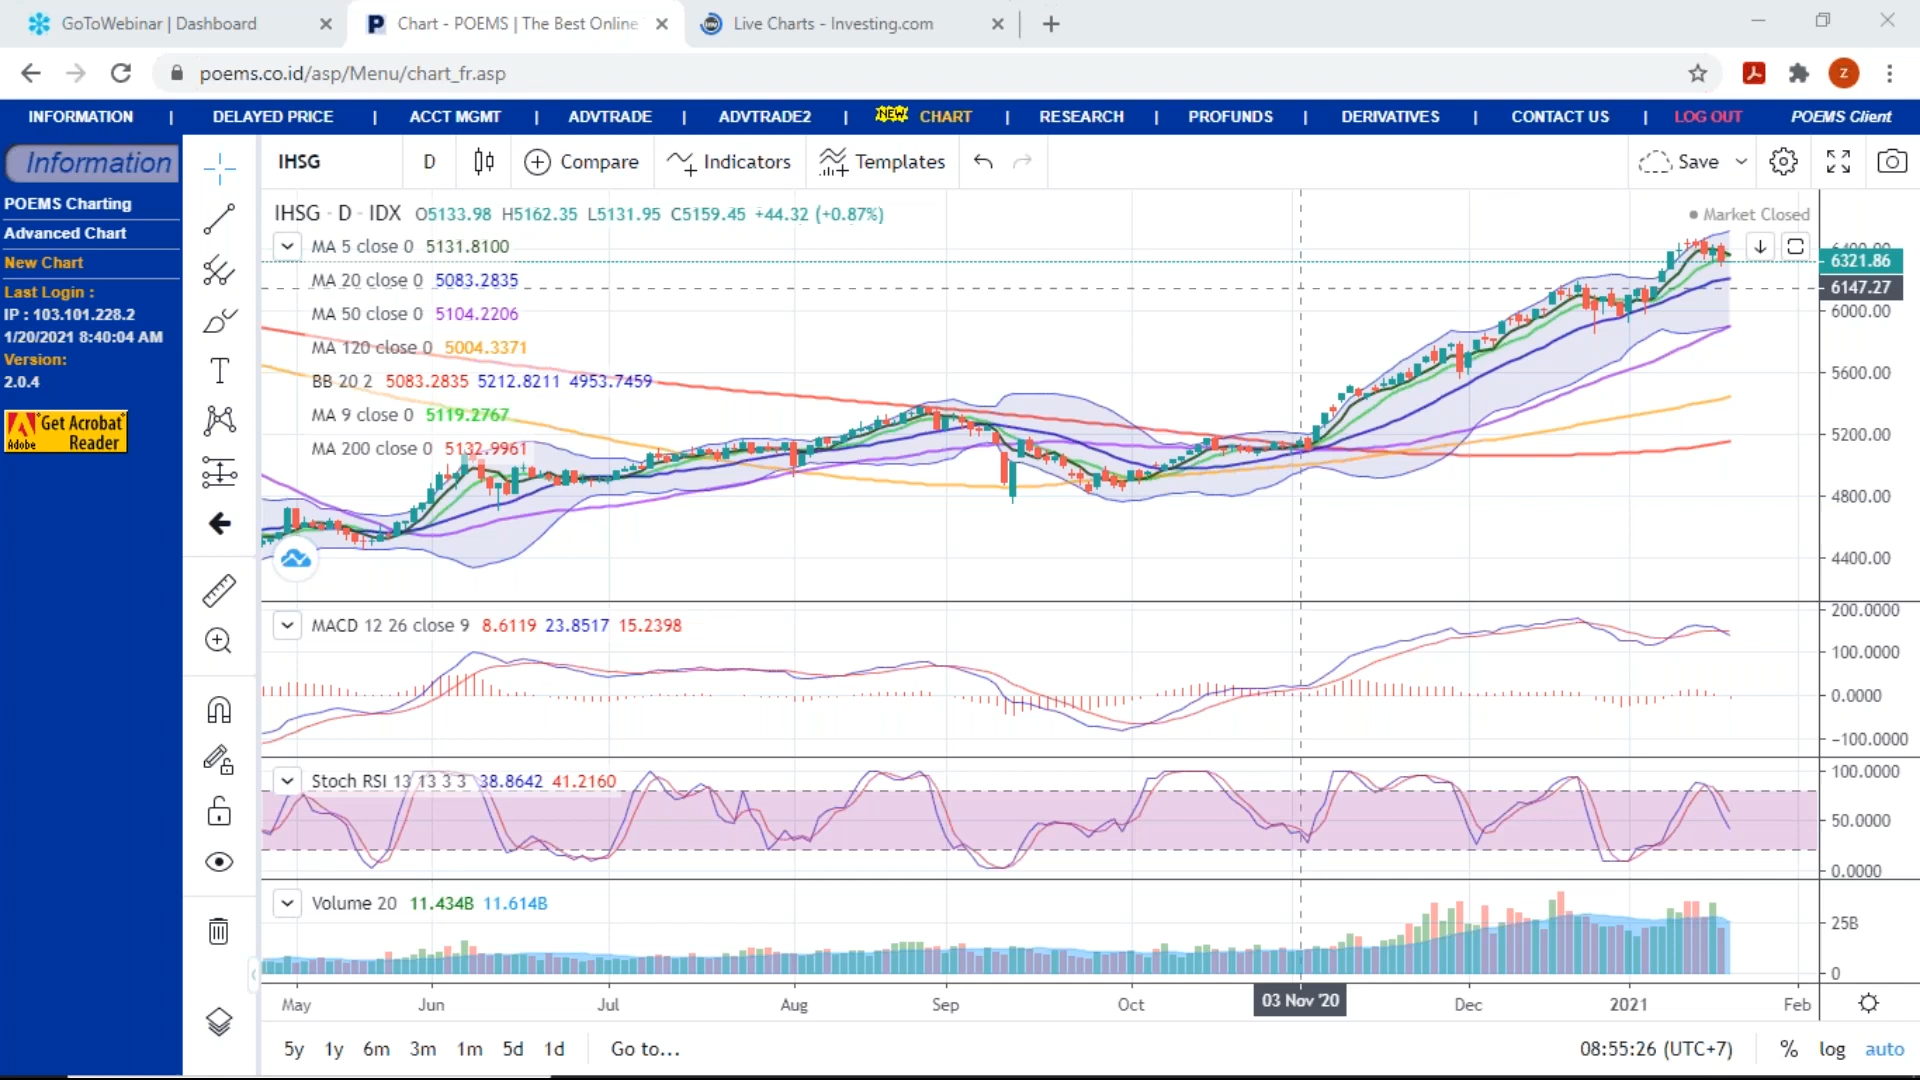 GoToWebinar | Dashboard
Chart - POEMS | The Best Online
Live Charts - Investing.com
poems.co.id/asp/Menu/chart_fr.asp
Z
INFORMATION | DELAYED PRICE | ACCT MGMT | ADVTRADE | ADVTRADE2 | NEW CHART | RESEARCH | PROFUNDS | DERIVATIVES | CONTACT US | LOG OUT POEMS Client
Information
POEMS Charting
Advanced Chart
New Chart
Last Login :
IP : 103.101.228.2
1/20/2021 8:40:04 AM
Version:
2.0.4
Get Acrobat
Adobe Reader
IHSG D Compare Indicators Templates Save
IHSG - D - IDX O5133.98 H5162.35 L5131.95 C5159.45 +44.32 (+0.87%)
Market Closed
MA 5 close 0 5131.8100
MA 20 close 0 5083.2835
MA 50 close 0 5104.2206
MA 120 close 0 5004.3371
BB 20 2 5083.2835 5212.8211 4953.7459
MA 9 close 0 5119.2767
MA 200 close 0 5132.9961
6400.00
6321.86
6147.27
6000.00
5600.00
5200.00
4800.00
4400.00
MACD 12 26 close 9 8.6119 23.8517 15.2398
200.0000
100.0000
0.0000
-100.0000
Stoch RSI 13 13 3 3 38.8642 41.2160
100.0000
50.0000
0.0000
Volume 20 11.434B 11.614B
25B
0
May Jun Jul Aug Sep Oct 03 Nov '20 Dec 2021 Feb
5y 1y 6m 3m 1m 5d 1d Go to... 08:55:26 (UTC+7) % log auto